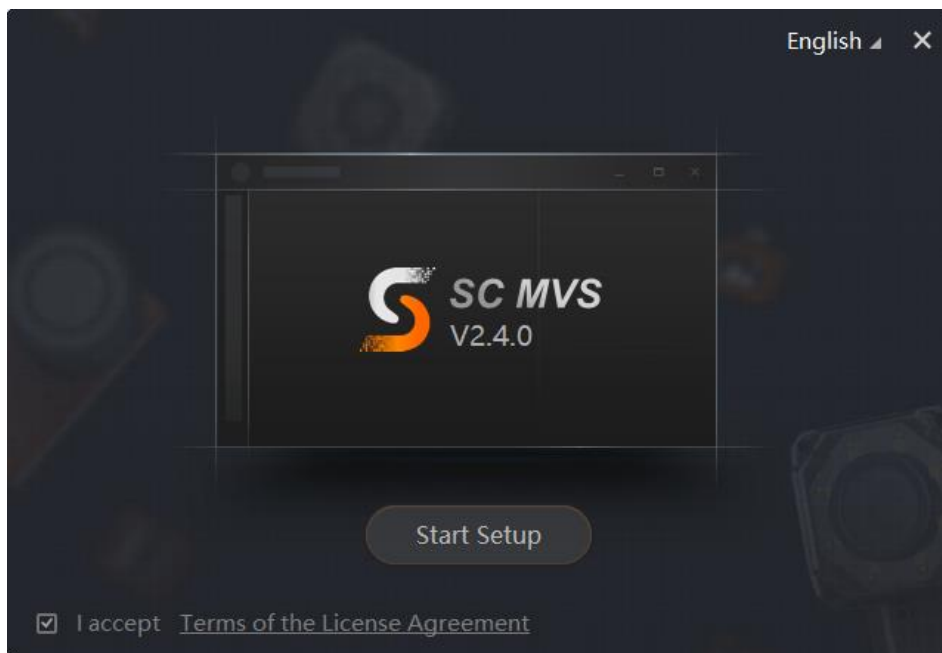 English
SC MVS
V2.4.0
Start Setup
I accept Terms of the License Agreement